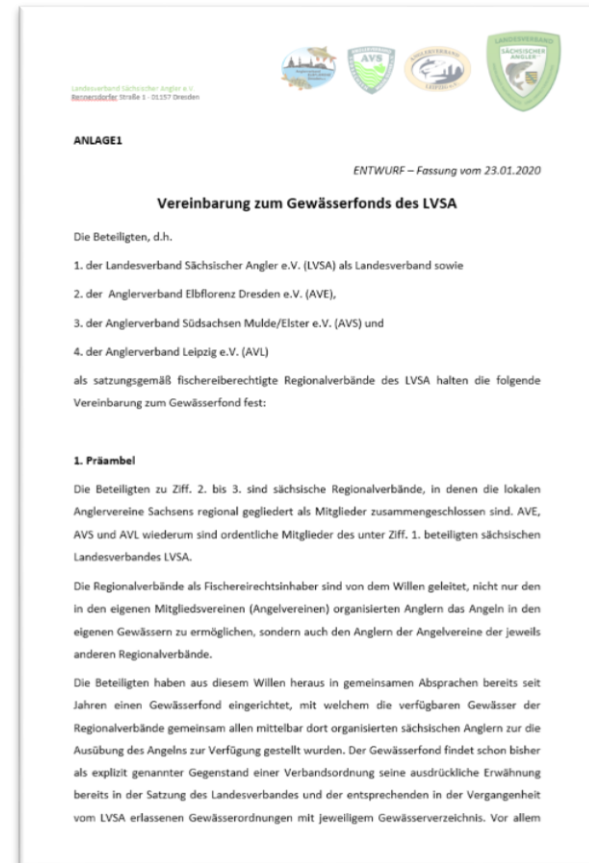 LANDESVERBAND
SÄCHSISCHER
ANGLER
AVS
ANGLERVERBAND
Landesverband Sächsischer Angler e.V.
Rennersdorfer Straße 1 - 01157 Dresden
ANLAGE1
ENTWURF – Fassung vom 23.01.2020
Vereinbarung zum Gewässerfonds des LVSA
Die Beteiligten, d.h.
1. der Landesverband Sächsischer Angler e.V. (LVSA) als Landesverband sowie
2. der Anglerverband Elbflorenz Dresden e.V. (AVE),
3. der Anglerverband Südsachsen Mulde/Elster e.V. (AVS) und
4. der Anglerverband Leipzig e.V. (AVL)
als satzungsgemäß fischereiberechtigte Regionalverbände des LVSA halten die folgende
Vereinbarung zum Gewässerfond fest:
1. Präambel
Die Beteiligten zu Ziff. 2. bis 3. sind sächsische Regionalverbände, in denen die lokalen
Anglervereine Sachsens regional gegliedert als Mitglieder zusammengeschlossen sind. AVE,
AVS und AVL wiederum sind ordentliche Mitglieder des unter Ziff. 1. beteiligten sächsischen
Landesverbandes LVSA.
Die Regionalverbände als Fischereirechtsinhaber sind von dem Willen geleitet, nicht nur den
in den eigenen Mitgliedsvereinen (Angelvereinen) organisierten Anglern das Angeln in den
eigenen Gewässern zu ermöglichen, sondern auch den Anglern der Angelvereine der jeweils
anderen Regionalverbände.
Die Beteiligten haben aus diesem Willen heraus in gemeinsamen Absprachen bereits seit
Jahren einen Gewässerfond eingerichtet, mit welchem die verfügbaren Gewässer der
Regionalverbände gemeinsam allen mittelbar dort organisierten sächsischen Anglern zur die
Ausübung des Angelns zur Verfügung gestellt wurden. Der Gewässerfond findet schon bisher
als explizit genannter Gegenstand einer Verbandsordnung seine ausdrückliche Erwähnung
bereits in der Satzung des Landesverbandes und der entsprechenden in der Vergangenheit
vom LVSA erlassenen Gewässerordnungen mit jeweiligem Gewässerverzeichnis. Vor allem